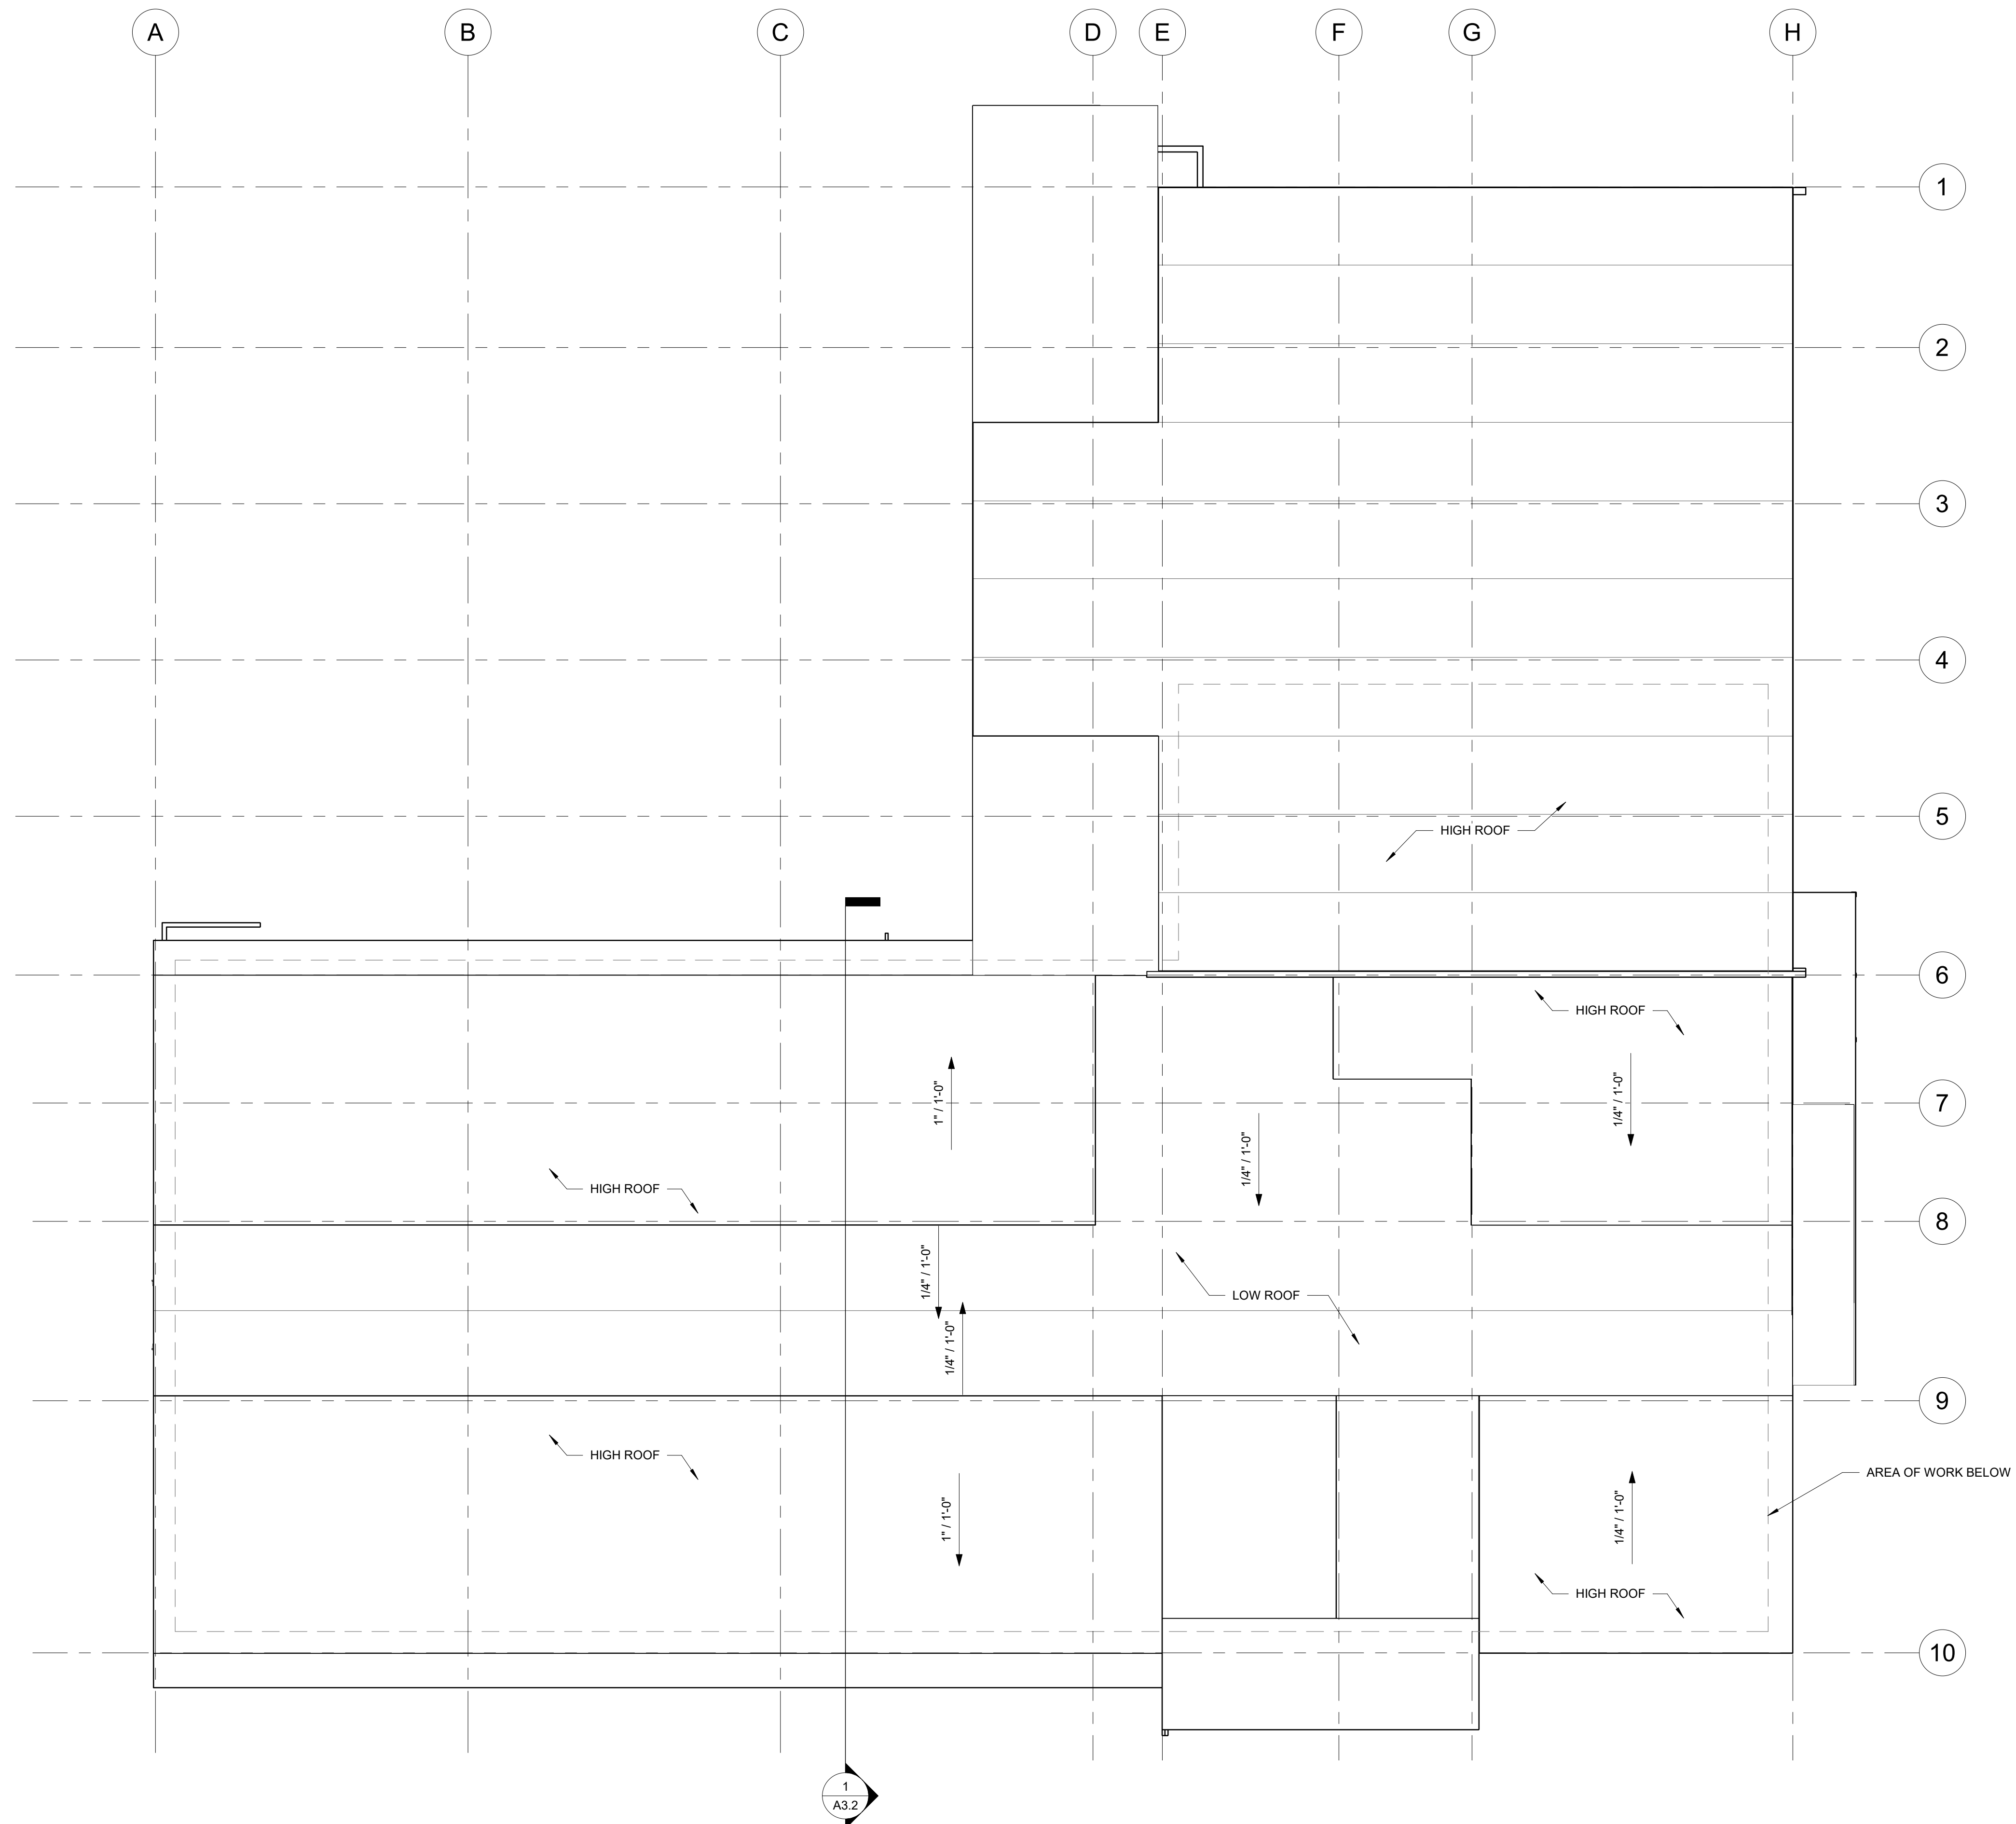 A
B
C
D
E
F
G
H
1
2
3
4
HIGH ROOF
5
6
HIGH ROOF
1" / 1'-0"
1/4" / 1'-0"
7
1/4" / 1'-0"
HIGH ROOF
8
1/4" / 1'-0"
LOW ROOF
1/4" / 1'-0"
9
HIGH ROOF
AREA OF WORK BELOW
1" / 1'-0"
1/4" / 1'-0"
HIGH ROOF
10
1
A3.2